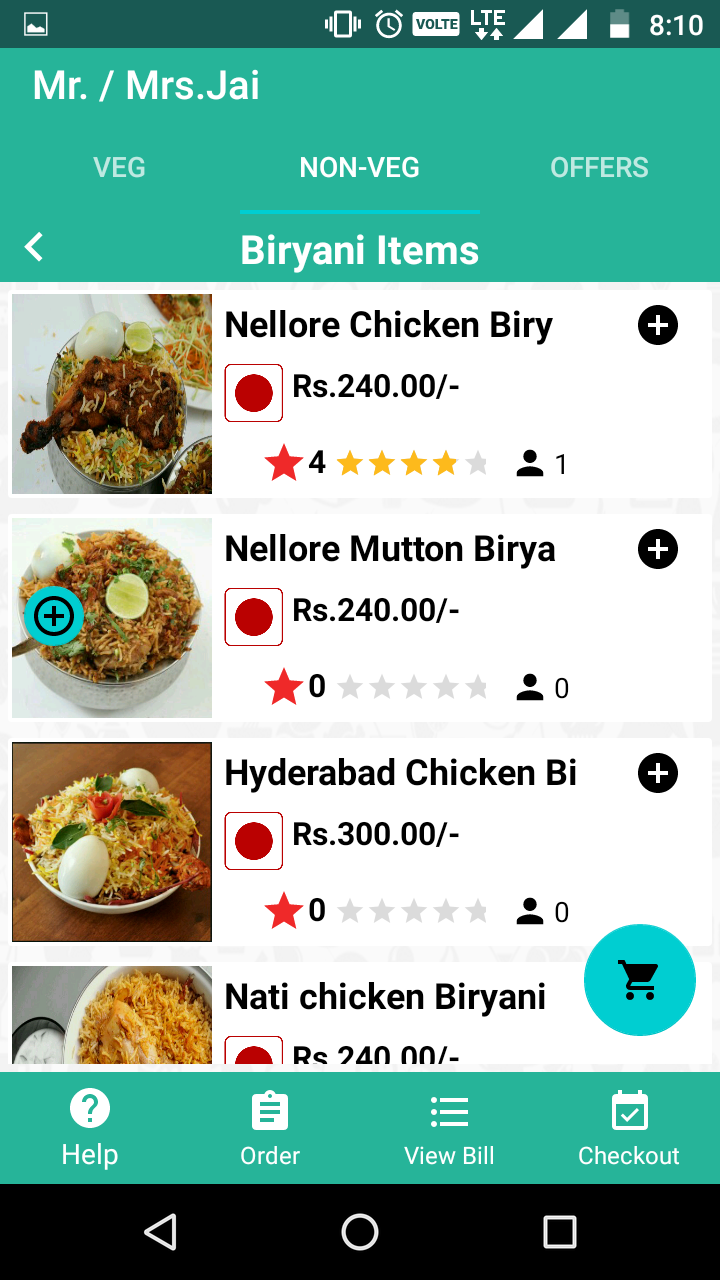 VOLTE LTE 8:10
Mr. / Mrs.Jai
VEG NON-VEG OFFERS
Biryani Items
Nellore Chicken Biry
Rs.240.00/-
4 1
Nellore Mutton Birya
Rs.240.00/-
0 0
Hyderabad Chicken Bi
Rs.300.00/-
0 0
Nati chicken Biryani
Rs.240.00/-
Help Order View Bill Checkout